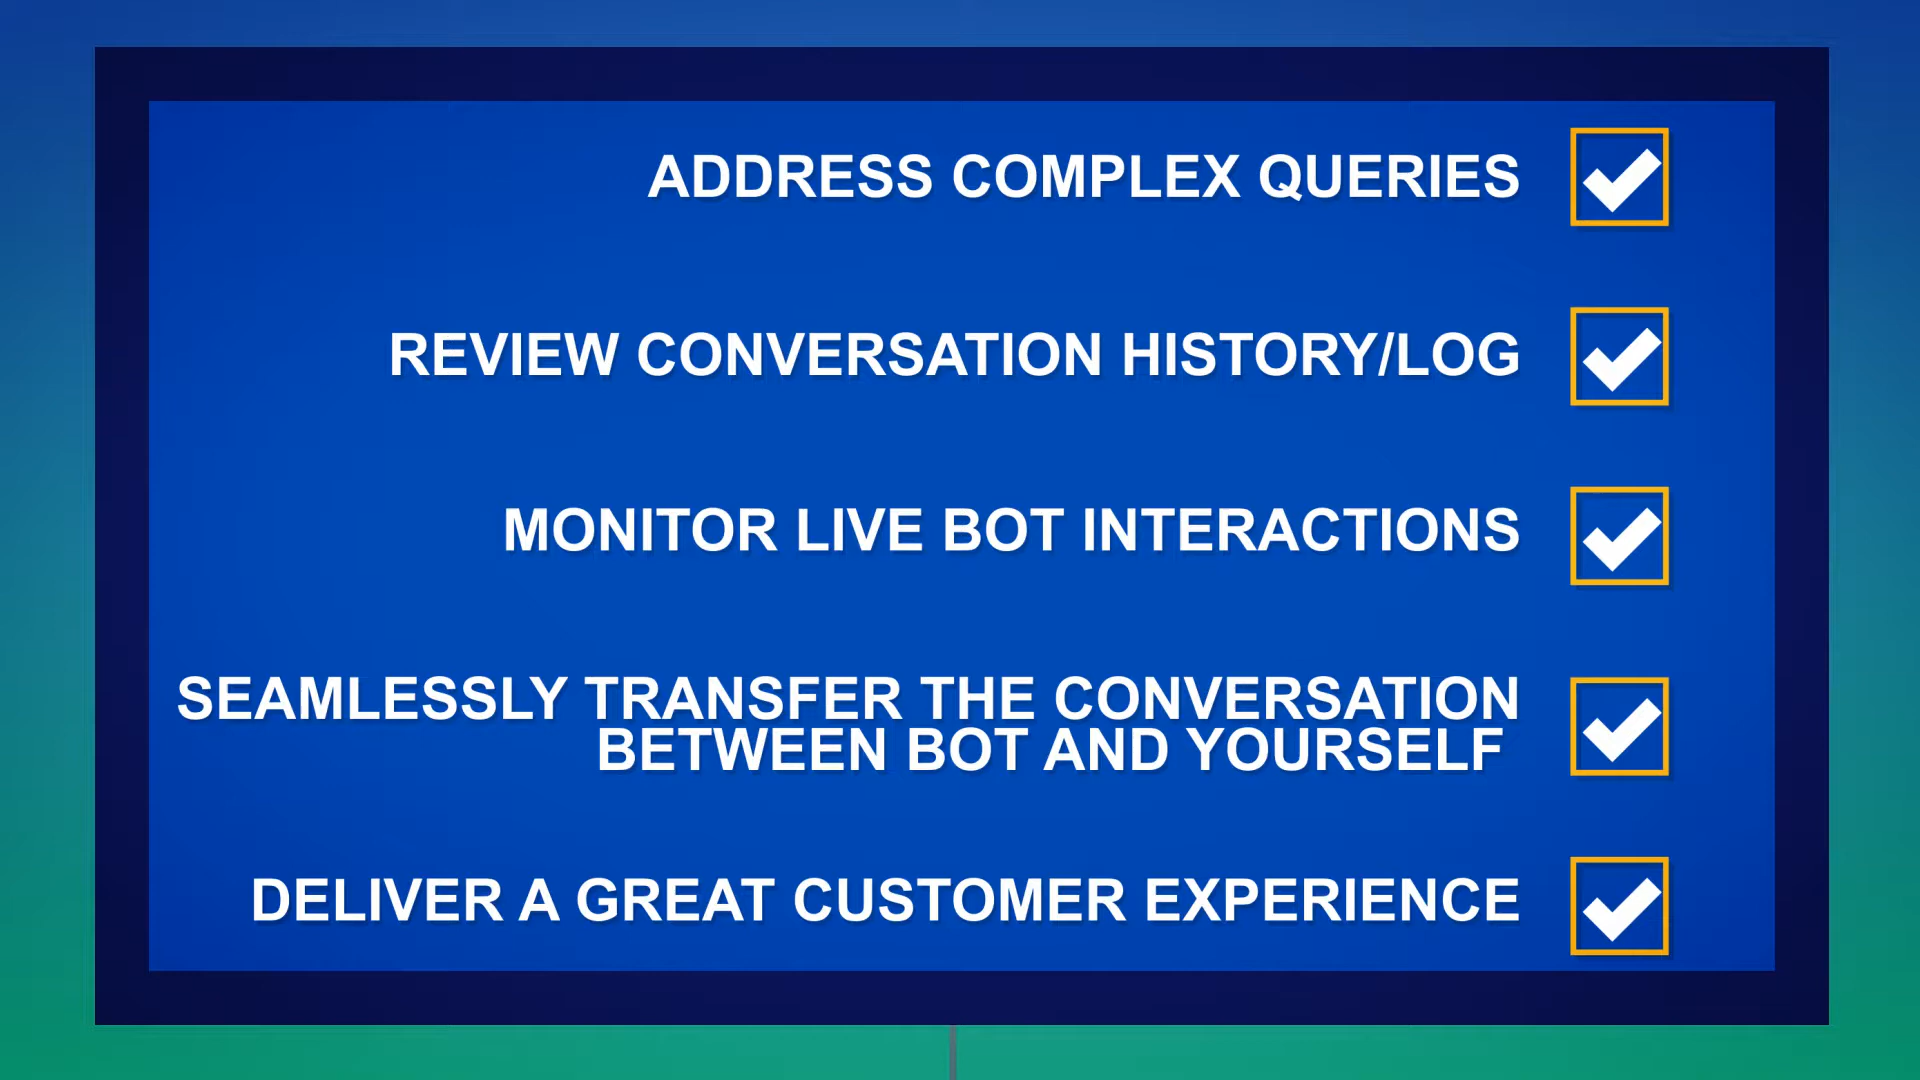 ADDRESS COMPLEX QUERIES
REVIEW CONVERSATION HISTORY/LOG
MONITOR LIVE BOT INTERACTIONS
SEAMLESSLY TRANSFER THE CONVERSATION
BETWEEN BOT AND YOURSELF
DELIVER A GREAT CUSTOMER EXPERIENCE